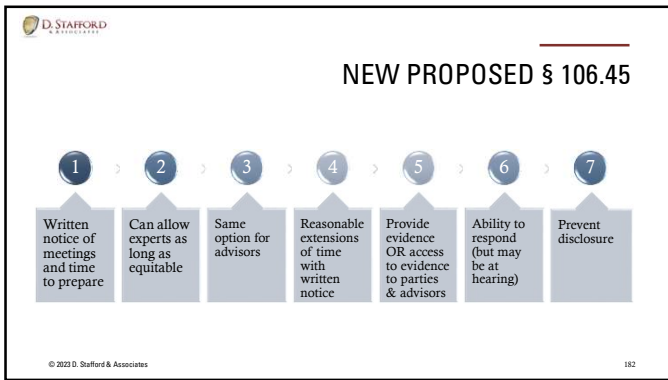 D. STAFFORD
& ASSOCIATES
NEW PROPOSED § 106.45
1
2
3
4
5
6
7
Written
notice of
meetings
and time
to prepare
Can allow
experts as
long as
equitable
Same
option for
advisors
Reasonable
extensions
of time
with
written
notice
Provide
evidence
OR access
to evidence
to parties
& advisors
Ability to
respond
(but may
be at
hearing)
Prevent
disclosure
© 2023 D. Stafford & Associates
182